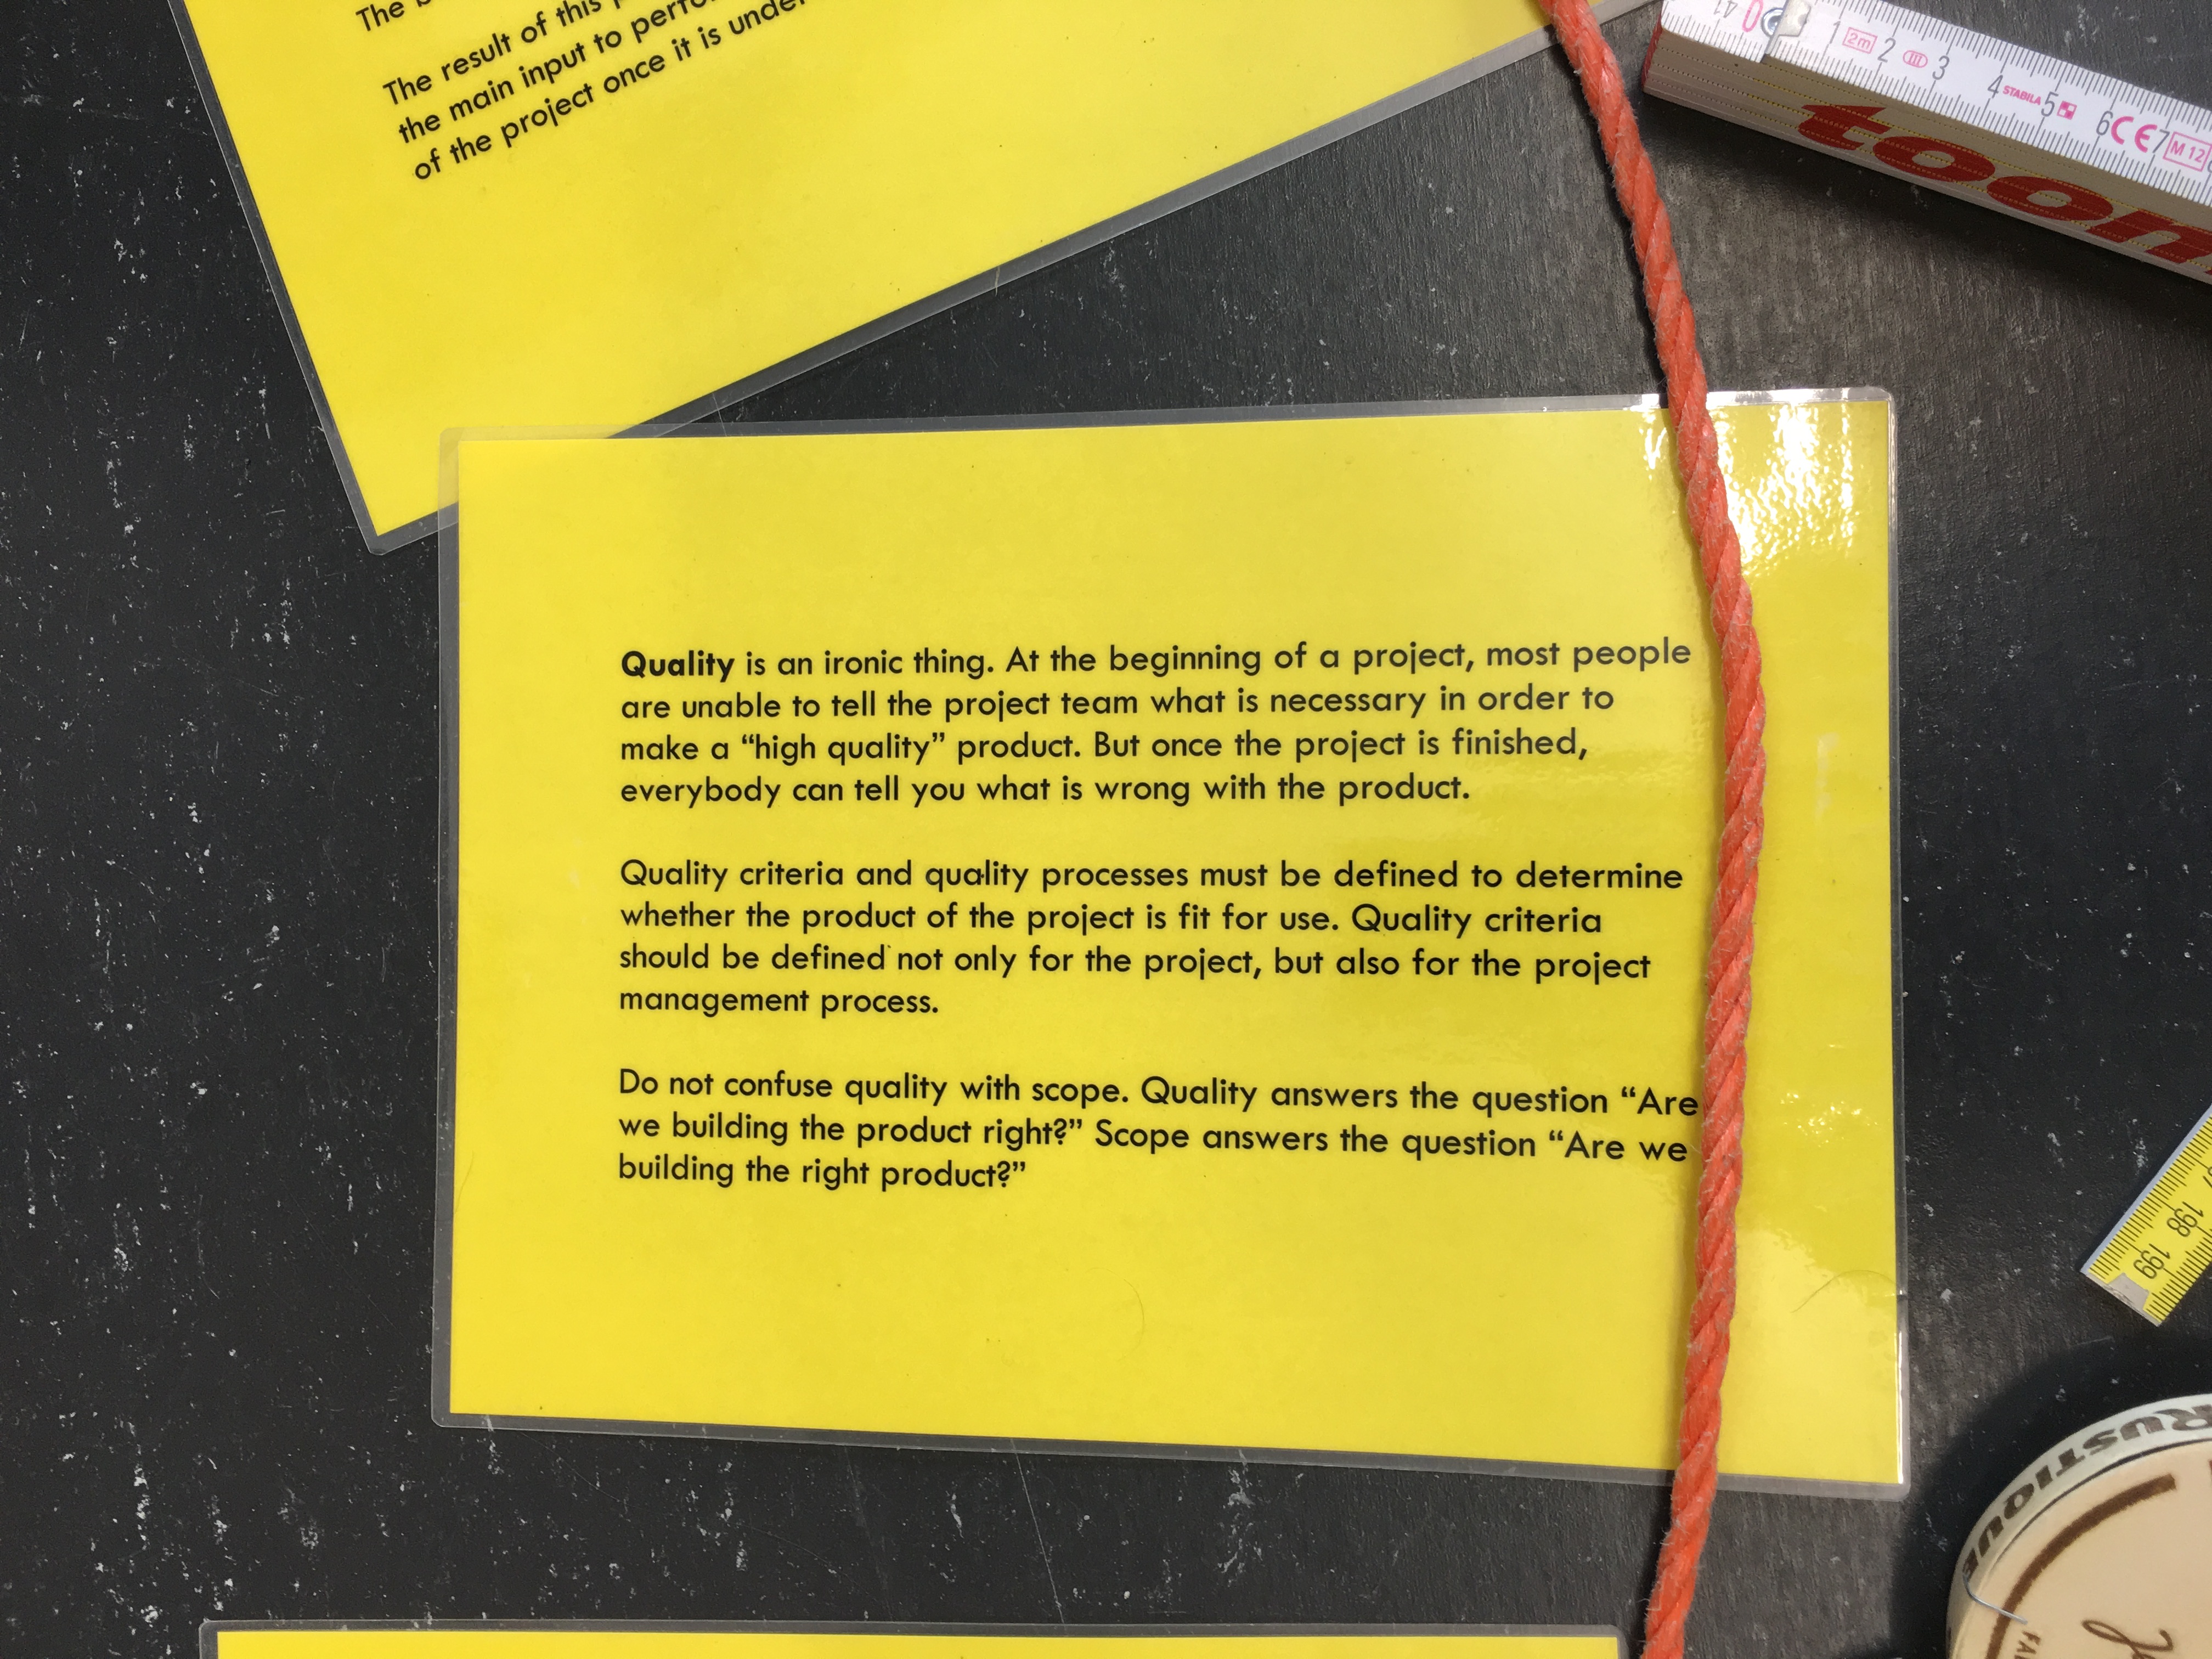 The
The result of this
the main input to
of the project once it is under
41 0 1 2m 2 III 3 4 STABILA 5 6 CE 7 M 12
toom
Quality is an ironic thing. At the beginning of a project, most people
are unable to tell the project team what is necessary in order to
make a “high quality” product. But once the project is finished,
everybody can tell you what is wrong with the product.
Quality criteria and quality processes must be defined to determine
whether the product of the project is fit for use. Quality criteria
should be defined not only for the project, but also for the project
management process.
Do not confuse quality with scope. Quality answers the question “Are
we building the product right?” Scope answers the question “Are we
building the right product?”
198 199
RUSTIQUE